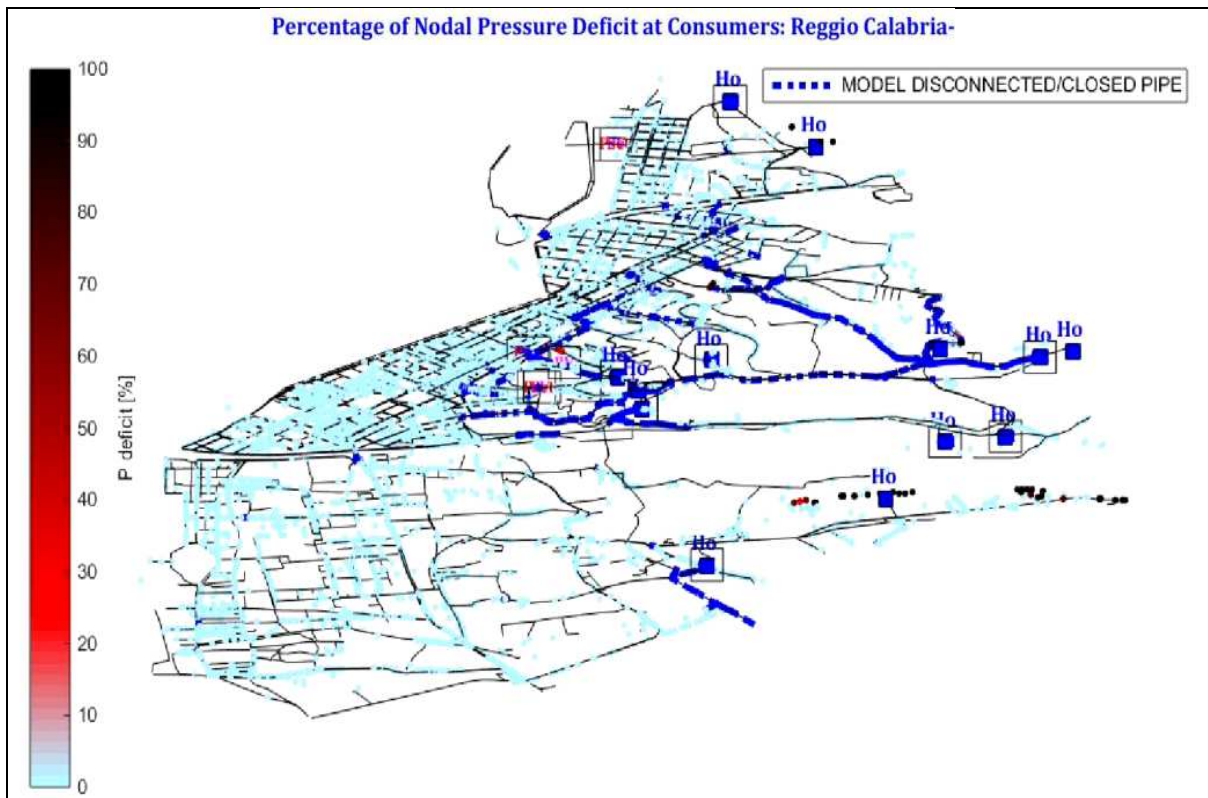 Percentage of Nodal Pressure Deficit at Consumers: Reggio Calabria-
MODEL DISCONNECTED/CLOSED PIPE
100
90
80
70
60
50
40
30
20
10
0
P deficit [%]
Ho
Ho
Ho
Ho
Ho
Ho
Ho
Ho
Ho
Ho
Ho
Ho